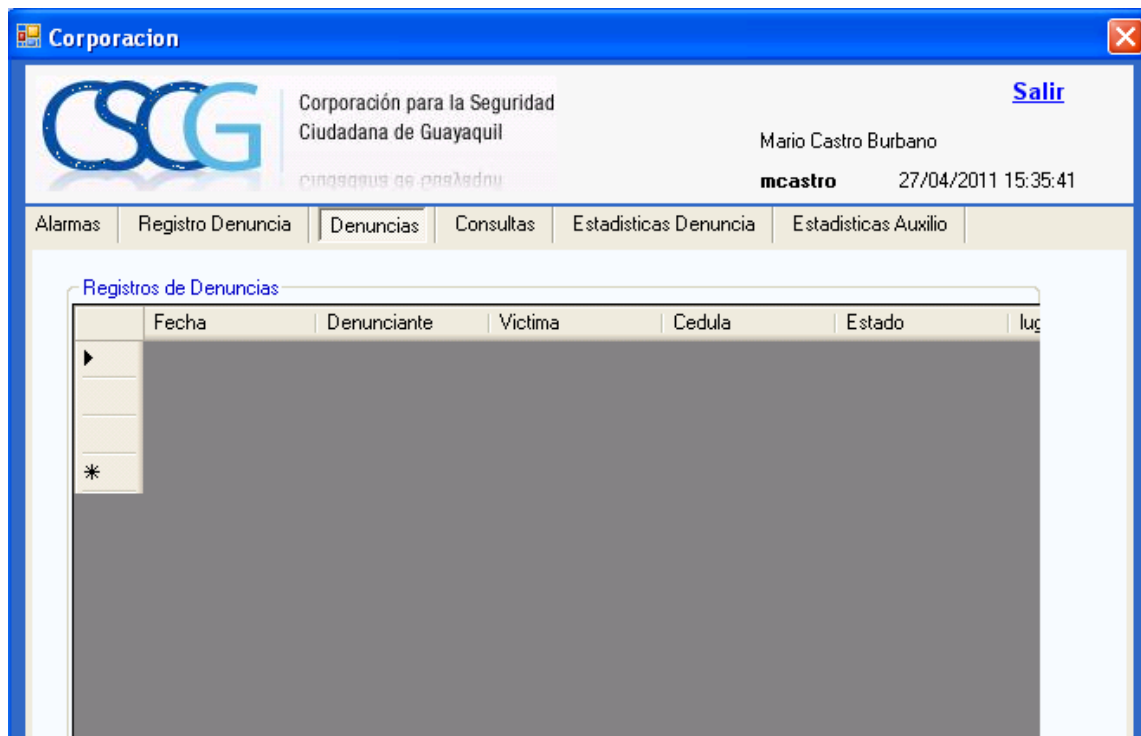 Corporacion
CSCG
Corporación para la Seguridad
Ciudadana de Guayaquil
Salir
Mario Castro Burbano
mcastro 27/04/2011 15:35:41
Alarmas Registro Denuncia Denuncias Consultas Estadisticas Denuncia Estadisticas Auxilio
Registros de Denuncias
Fecha Denunciante Victima Cedula Estado lug